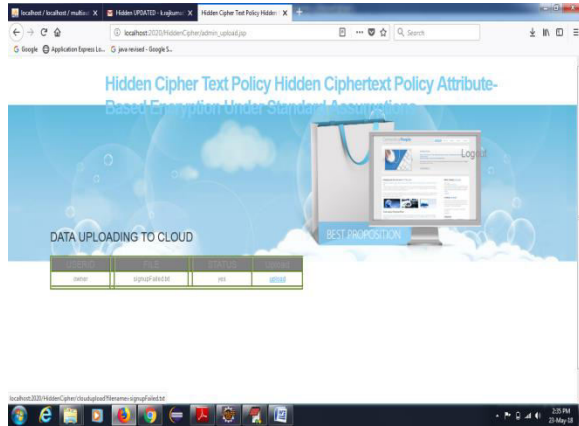 localhost / localhost / multicl X
Hidden UPDATED - X
Hidden Cipher Text Policy Hidden X
localhost:2020/HiddenCipher/admin_upload.jsp
Search
Google
Application Express Lo...
java revised - Google S...
Hidden Cipher Text Policy Hidden Ciphertext Policy Attribute-
Based Encryption Under Standard Assumptions
Logout
DATA UPLOADING TO CLOUD
BEST PROPOSITION
FILE STATUS
owner signupFailed.txt yes upload
localhost:2020/HiddenCipher/cloudupload?filename=signupFailed.txt
2:35 PM
23-May-18